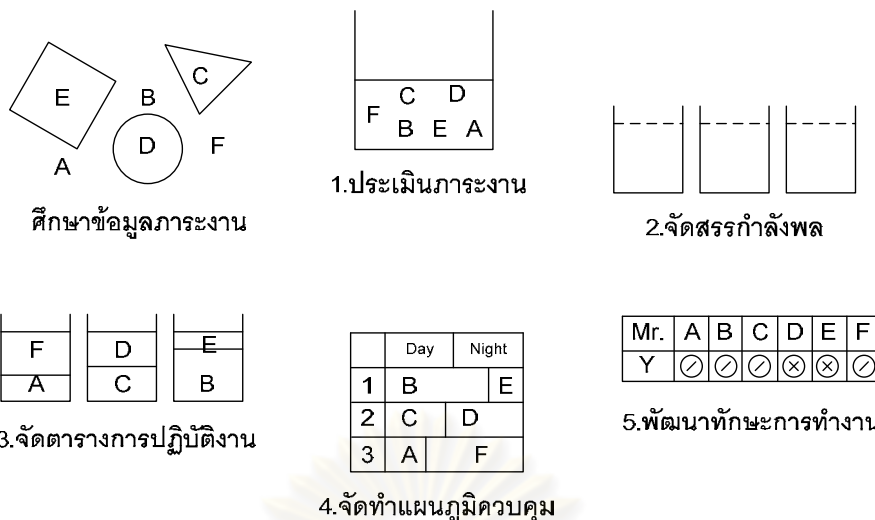 E
C
B
D
F
A
ศึกษาข้อมูลภาระงาน
C D
F
B E A
1.ประเมินภาระงาน
2.จัดสรรกำลังพล
F
A
D
C
E
B
3.จัดตารางการปฏิบัติงาน
Day Night
1 B E
2 C D
3 A F
4.จัดทำแผนภูมิควบคุม
Mr. A B C D E F
Y
5.พัฒนาทักษะการทำงาน